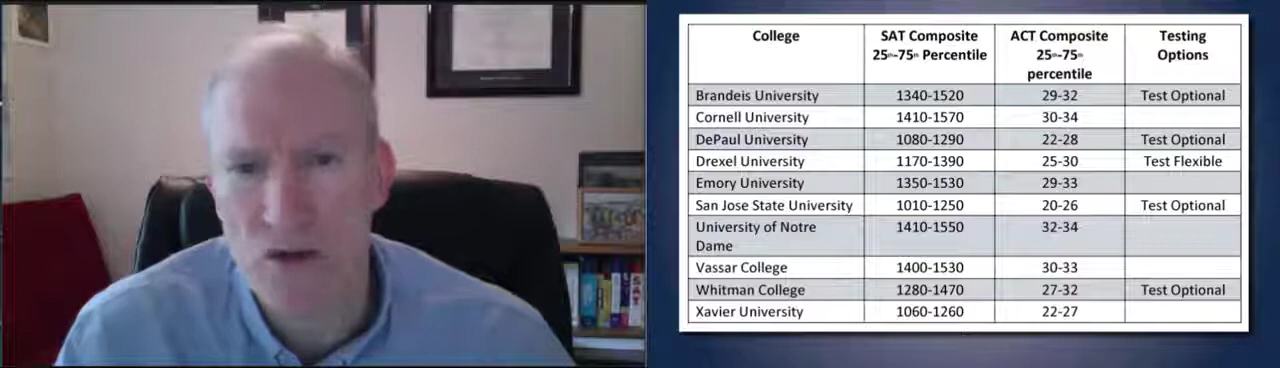 College SAT Composite ACT Composite Testing
25th-75th Percentile 25th-75th Options
percentile
Brandeis University 1340-1520 29-32 Test Optional
Cornell University 1410-1570 30-34
DePaul University 1080-1290 22-28 Test Optional
Drexel University 1170-1390 25-30 Test Flexible
Emory University 1350-1530 29-33
San Jose State University 1010-1250 20-26 Test Optional
University of Notre 1410-1550 32-34
Dame
Vassar College 1400-1530 30-33
Whitman College 1280-1470 27-32 Test Optional
Xavier University 1060-1260 22-27
SAT